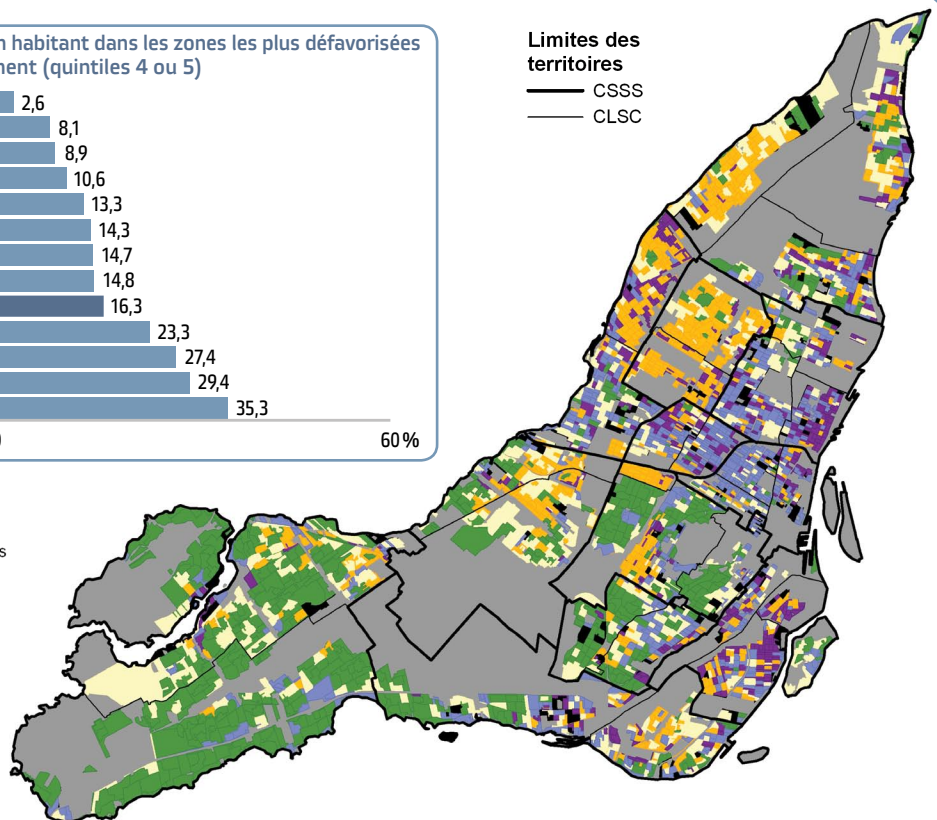 habitant dans les zones les plus défavorisées
(quintiles 4 ou 5)
2,6
8,1
8,9
10,6
13,3
14,3
14,7
14,8
16,3
23,3
27,4
29,4
35,3
60 %
Limites des
territoires
CSSS
CLSC